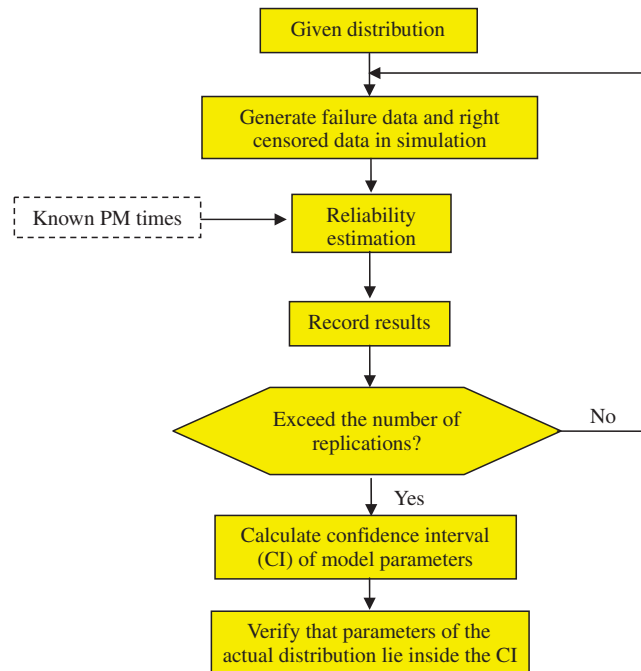 Given distribution
Generate failure data and right
censored data in simulation
Known PM times
Reliability
estimation
Record results
Exceed the number of
replications?
No
Yes
Calculate confidence interval
(CI) of model parameters
Verify that parameters of the
actual distribution lie inside the CI